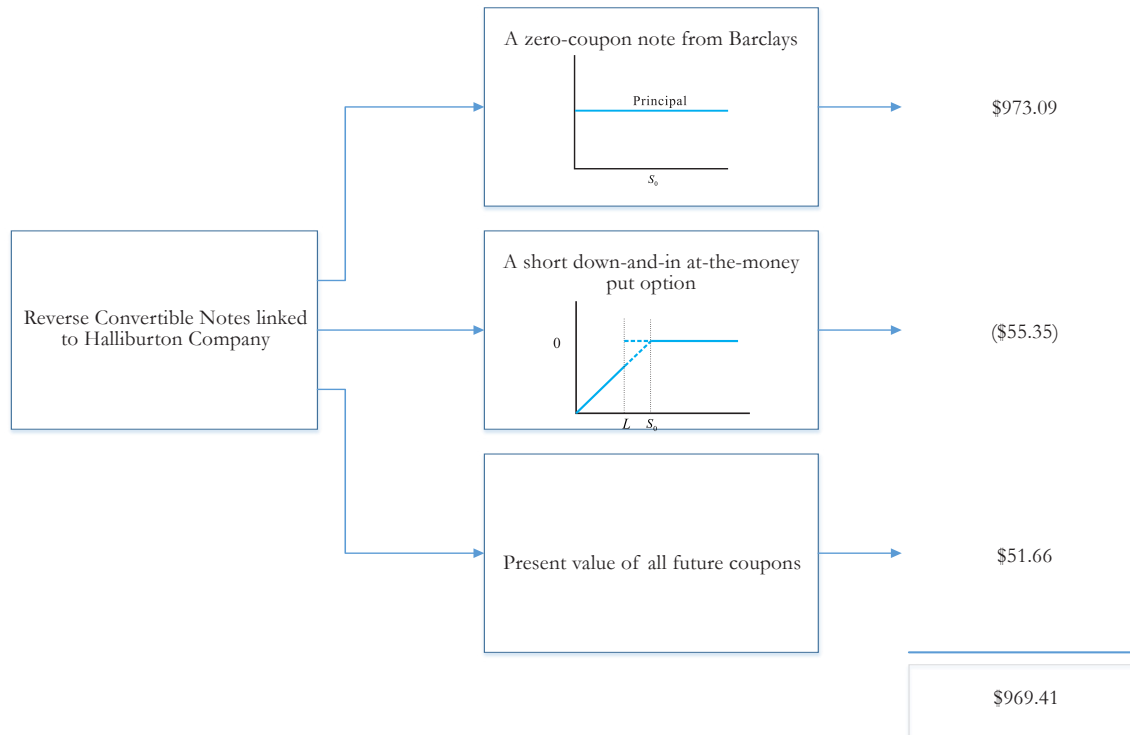 A zero-coupon note from Barclays
Principal
S₀
$973.09
Reverse Convertible Notes linked
to Halliburton Company
A short down-and-in at-the-money
put option
0
L S₀
($55.35)
Present value of all future coupons
$51.66
$969.41